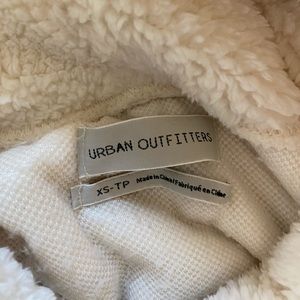 URBAN OUTFITTERS
XS-TP Made in China/Fabriqué en Chine